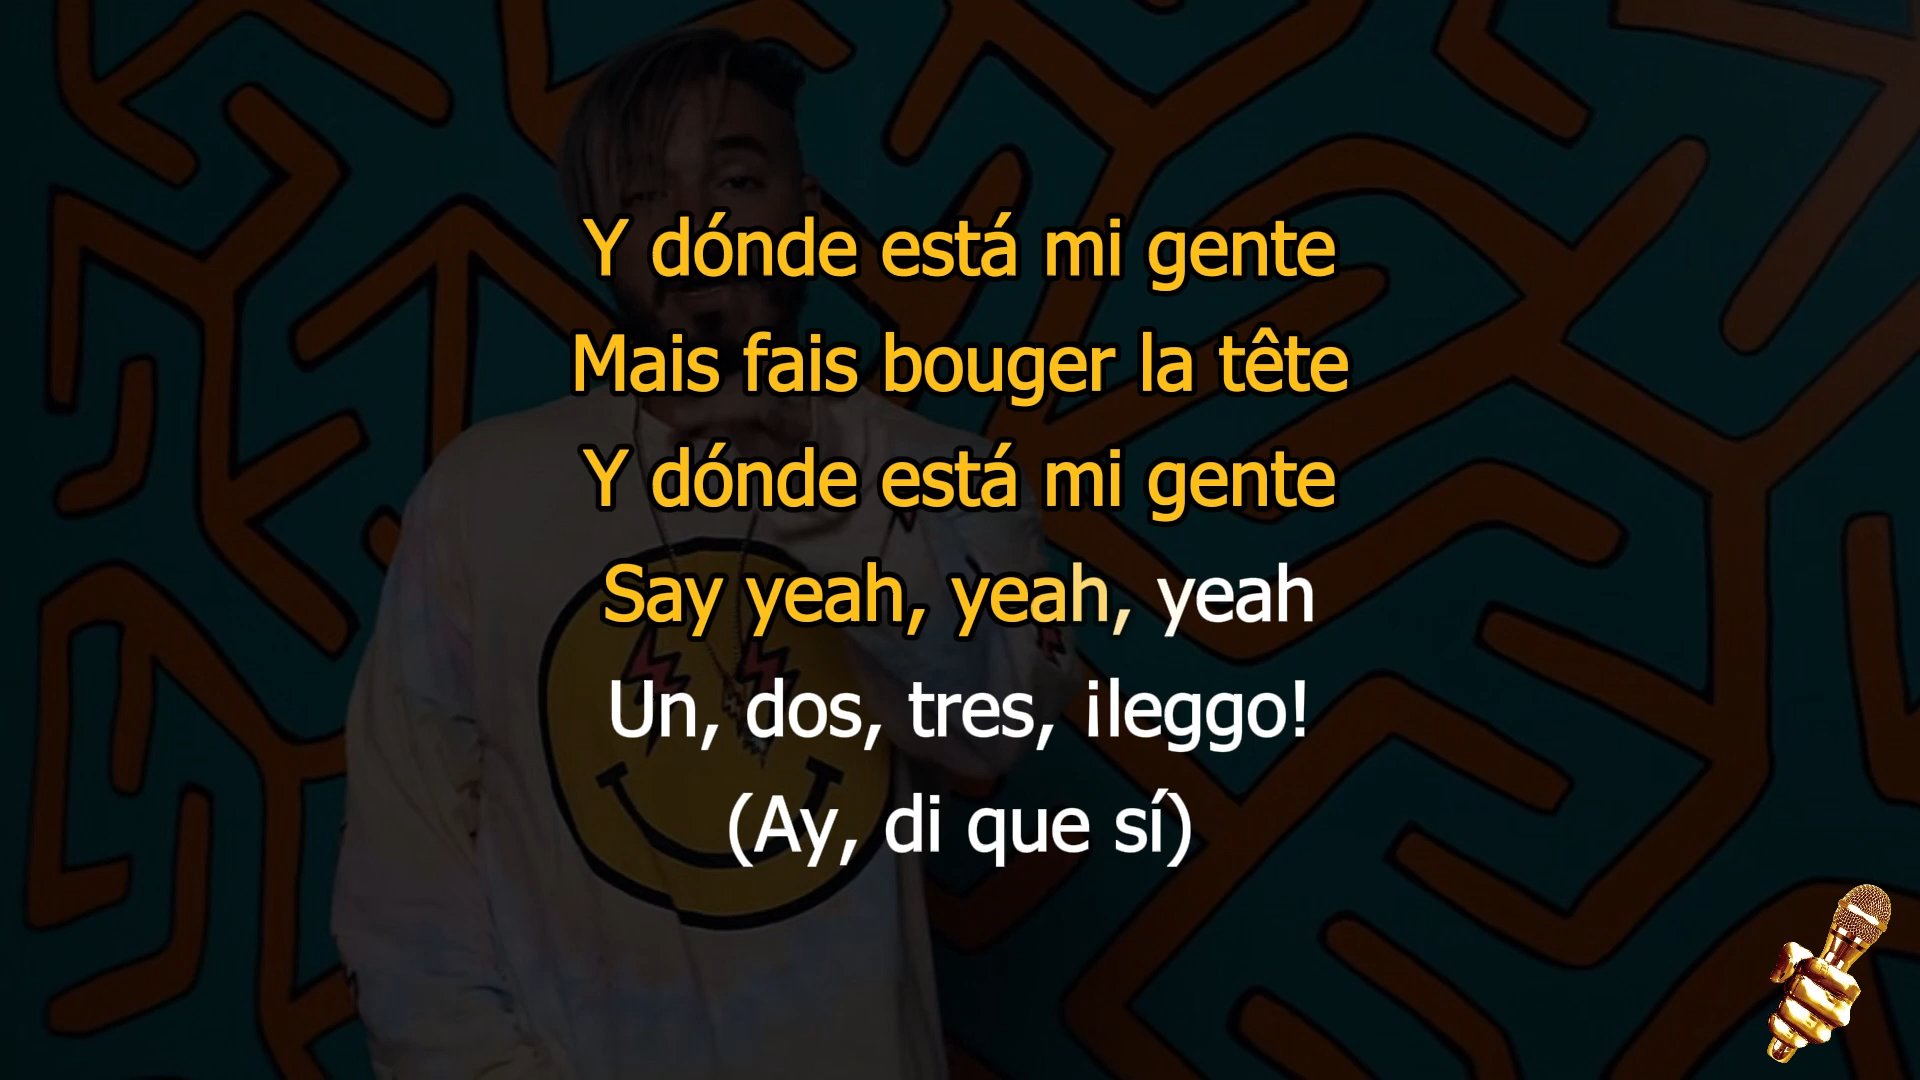 Y dónde está mi gente
Mais fais bouger la tête
Y dónde está mi gente
Say yeah, yeah, yeah
Un, dos, tres, ¡leggo!
(Ay, di que sí)